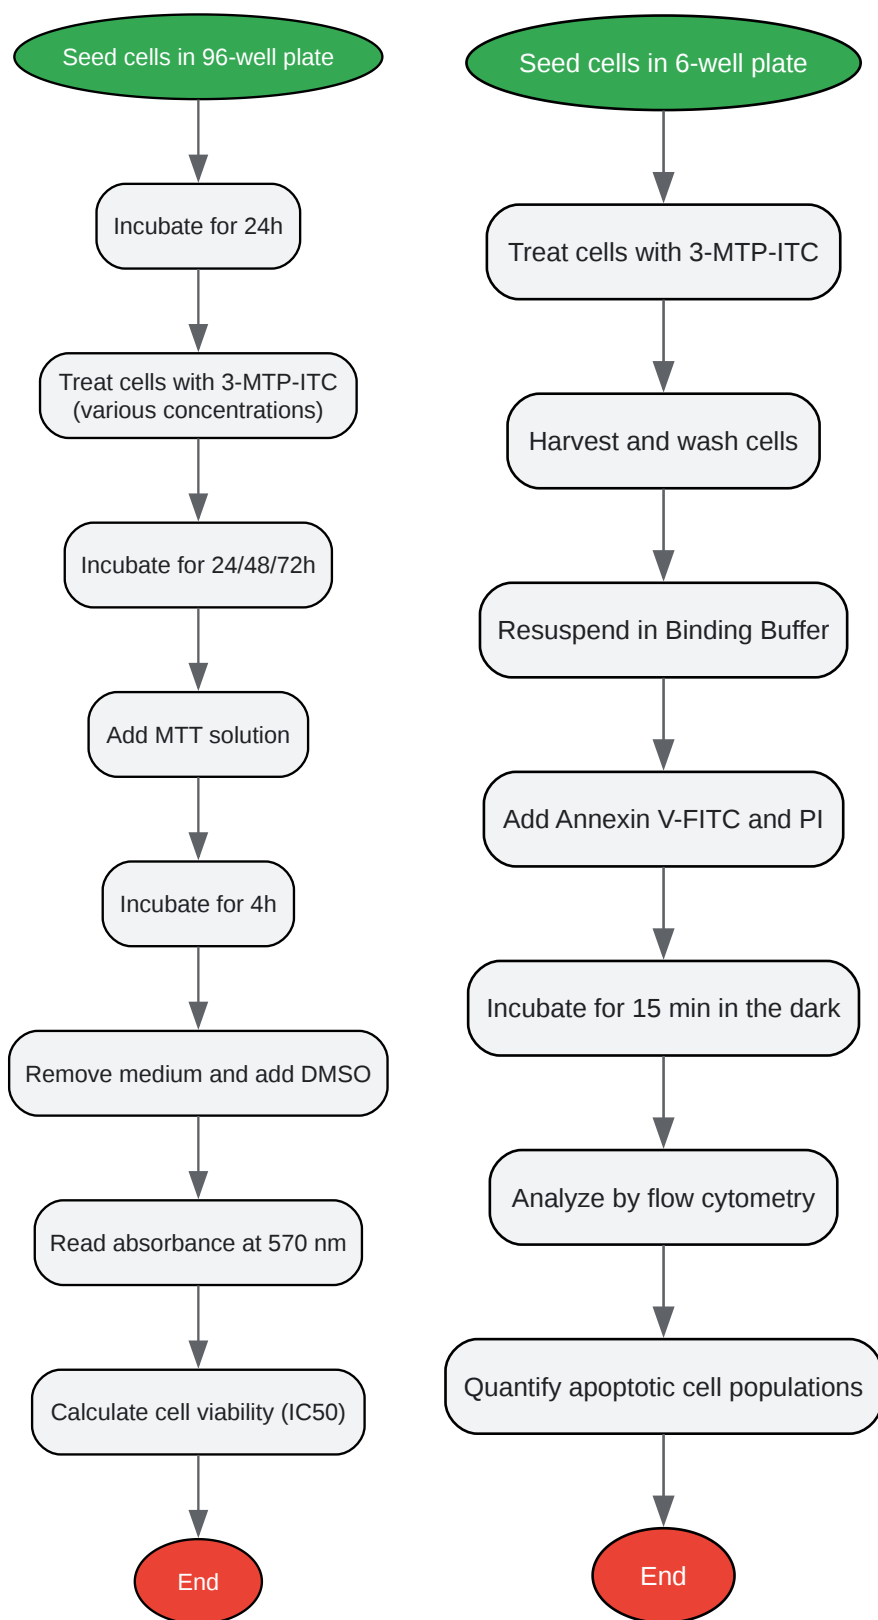 Seed cells in 96-well plate
Incubate for 24h
Treat cells with 3-MTP-ITC
(various concentrations)
Incubate for 24/48/72h
Add MTT solution
Incubate for 4h
Remove medium and add DMSO
Read absorbance at 570 nm
Calculate cell viability (IC50)
End
Seed cells in 6-well plate
Treat cells with 3-MTP-ITC
Harvest and wash cells
Resuspend in Binding Buffer
Add Annexin V-FITC and PI
Incubate for 15 min in the dark
Analyze by flow cytometry
Quantify apoptotic cell populations
End